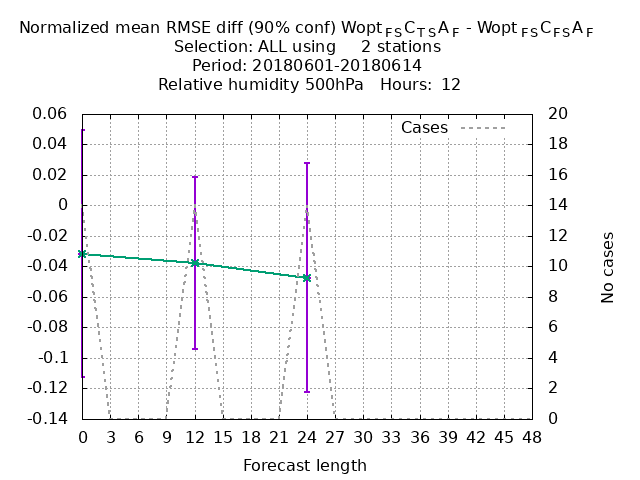 Normalized mean RMSE diff (90% conf) Wopt FS C T S A F - Wopt FS C F S A F
Selection: ALL using 2 stations
Period: 20180601-20180614
Relative humidity 500hPa Hours: 12
Cases
0.06
0.04
0.02
0
-0.02
-0.04
-0.06
-0.08
-0.1
-0.12
-0.14
20
18
16
14
12
10
8
6
4
2
0
No cases
0 3 6 9 12 15 18 21 24 27 30 33 36 39 42 45 48
Forecast length